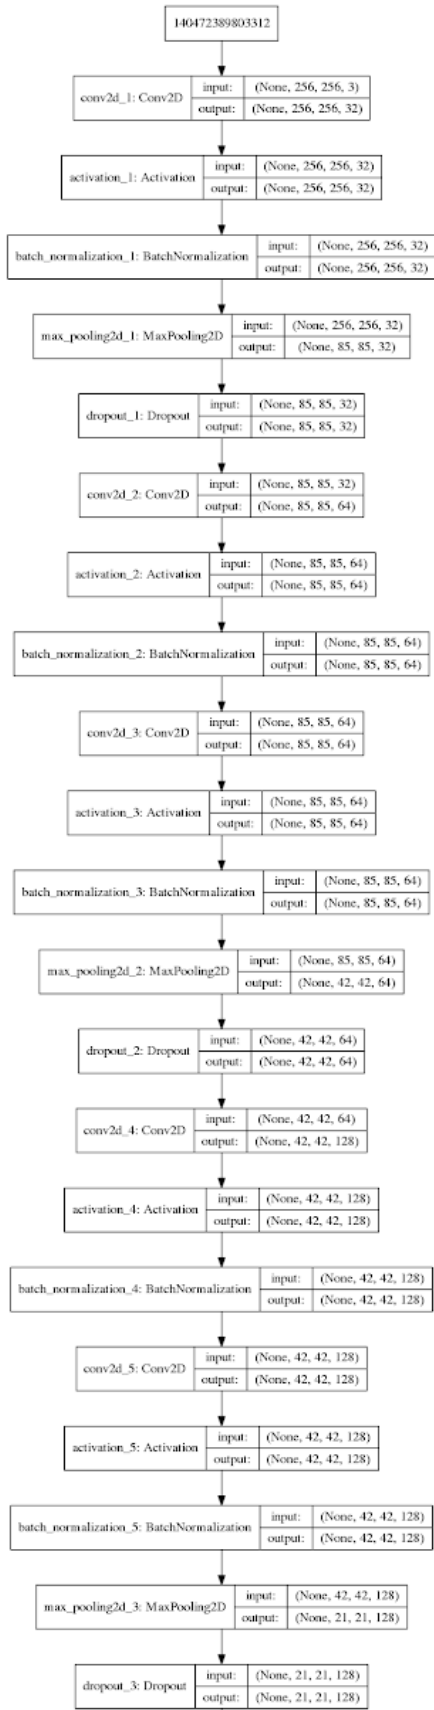 140472389803312
conv2d_1: Conv2D
input: (None, 256, 256, 3)
output: (None, 256, 256, 32)
activation_1: Activation
input: (None, 256, 256, 32)
output: (None, 256, 256, 32)
batch_normalization_1: BatchNormalization
input: (None, 256, 256, 32)
output: (None, 256, 256, 32)
max_pooling2d_1: MaxPooling2D
input: (None, 256, 256, 32)
output: (None, 85, 85, 32)
dropout_1: Dropout
input: (None, 85, 85, 32)
output: (None, 85, 85, 32)
conv2d_2: Conv2D
input: (None, 85, 85, 32)
output: (None, 85, 85, 64)
activation_2: Activation
input: (None, 85, 85, 64)
output: (None, 85, 85, 64)
batch_normalization_2: BatchNormalization
input: (None, 85, 85, 64)
output: (None, 85, 85, 64)
conv2d_3: Conv2D
input: (None, 85, 85, 64)
output: (None, 85, 85, 64)
activation_3: Activation
input: (None, 85, 85, 64)
output: (None, 85, 85, 64)
batch_normalization_3: BatchNormalization
input: (None, 85, 85, 64)
output: (None, 85, 85, 64)
max_pooling2d_2: MaxPooling2D
input: (None, 85, 85, 64)
output: (None, 42, 42, 64)
dropout_2: Dropout
input: (None, 42, 42, 64)
output: (None, 42, 42, 64)
conv2d_4: Conv2D
input: (None, 42, 42, 64)
output: (None, 42, 42, 128)
activation_4: Activation
input: (None, 42, 42, 128)
output: (None, 42, 42, 128)
batch_normalization_4: BatchNormalization
input: (None, 42, 42, 128)
output: (None, 42, 42, 128)
conv2d_5: Conv2D
input: (None, 42, 42, 128)
output: (None, 42, 42, 128)
activation_5: Activation
input: (None, 42, 42, 128)
output: (None, 42, 42, 128)
batch_normalization_5: BatchNormalization
input: (None, 42, 42, 128)
output: (None, 42, 42, 128)
max_pooling2d_3: MaxPooling2D
input: (None, 42, 42, 128)
output: (None, 21, 21, 128)
dropout_3: Dropout
input: (None, 21, 21, 128)
output: (None, 21, 21, 128)